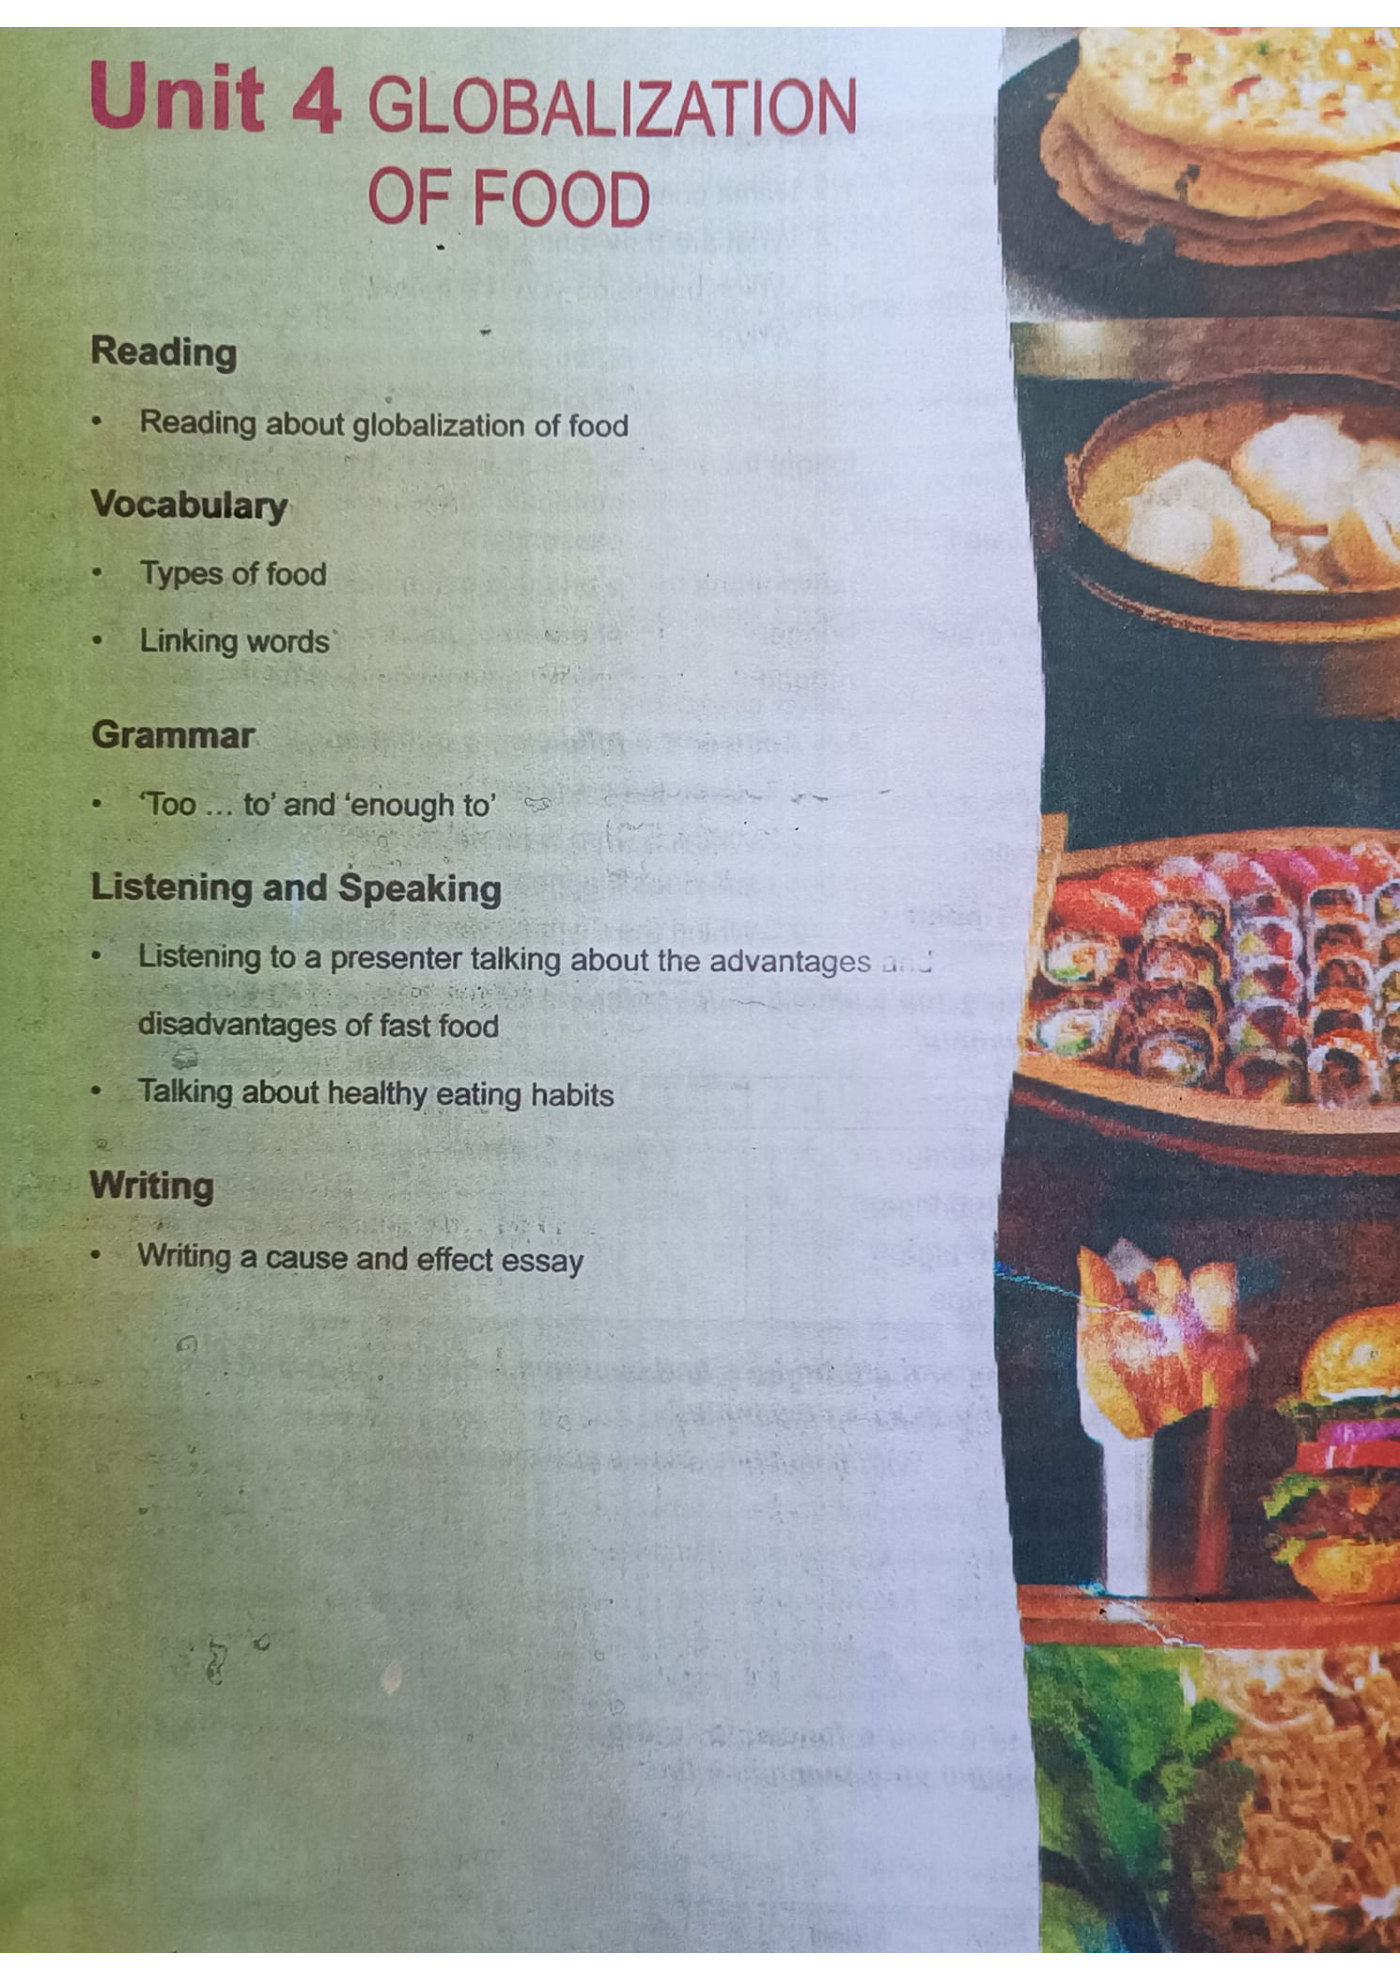 Unit 4 GLOBALIZATION
OF FOOD
Reading
• Reading about globalization of food
Vocabulary
• Types of food
• Linking words
Grammar
• ‘Too ... to’ and ‘enough to’
Listening and Speaking
• Listening to a presenter talking about the advantages and
disadvantages of fast food
• Talking about healthy eating habits
Writing
• Writing a cause and effect essay